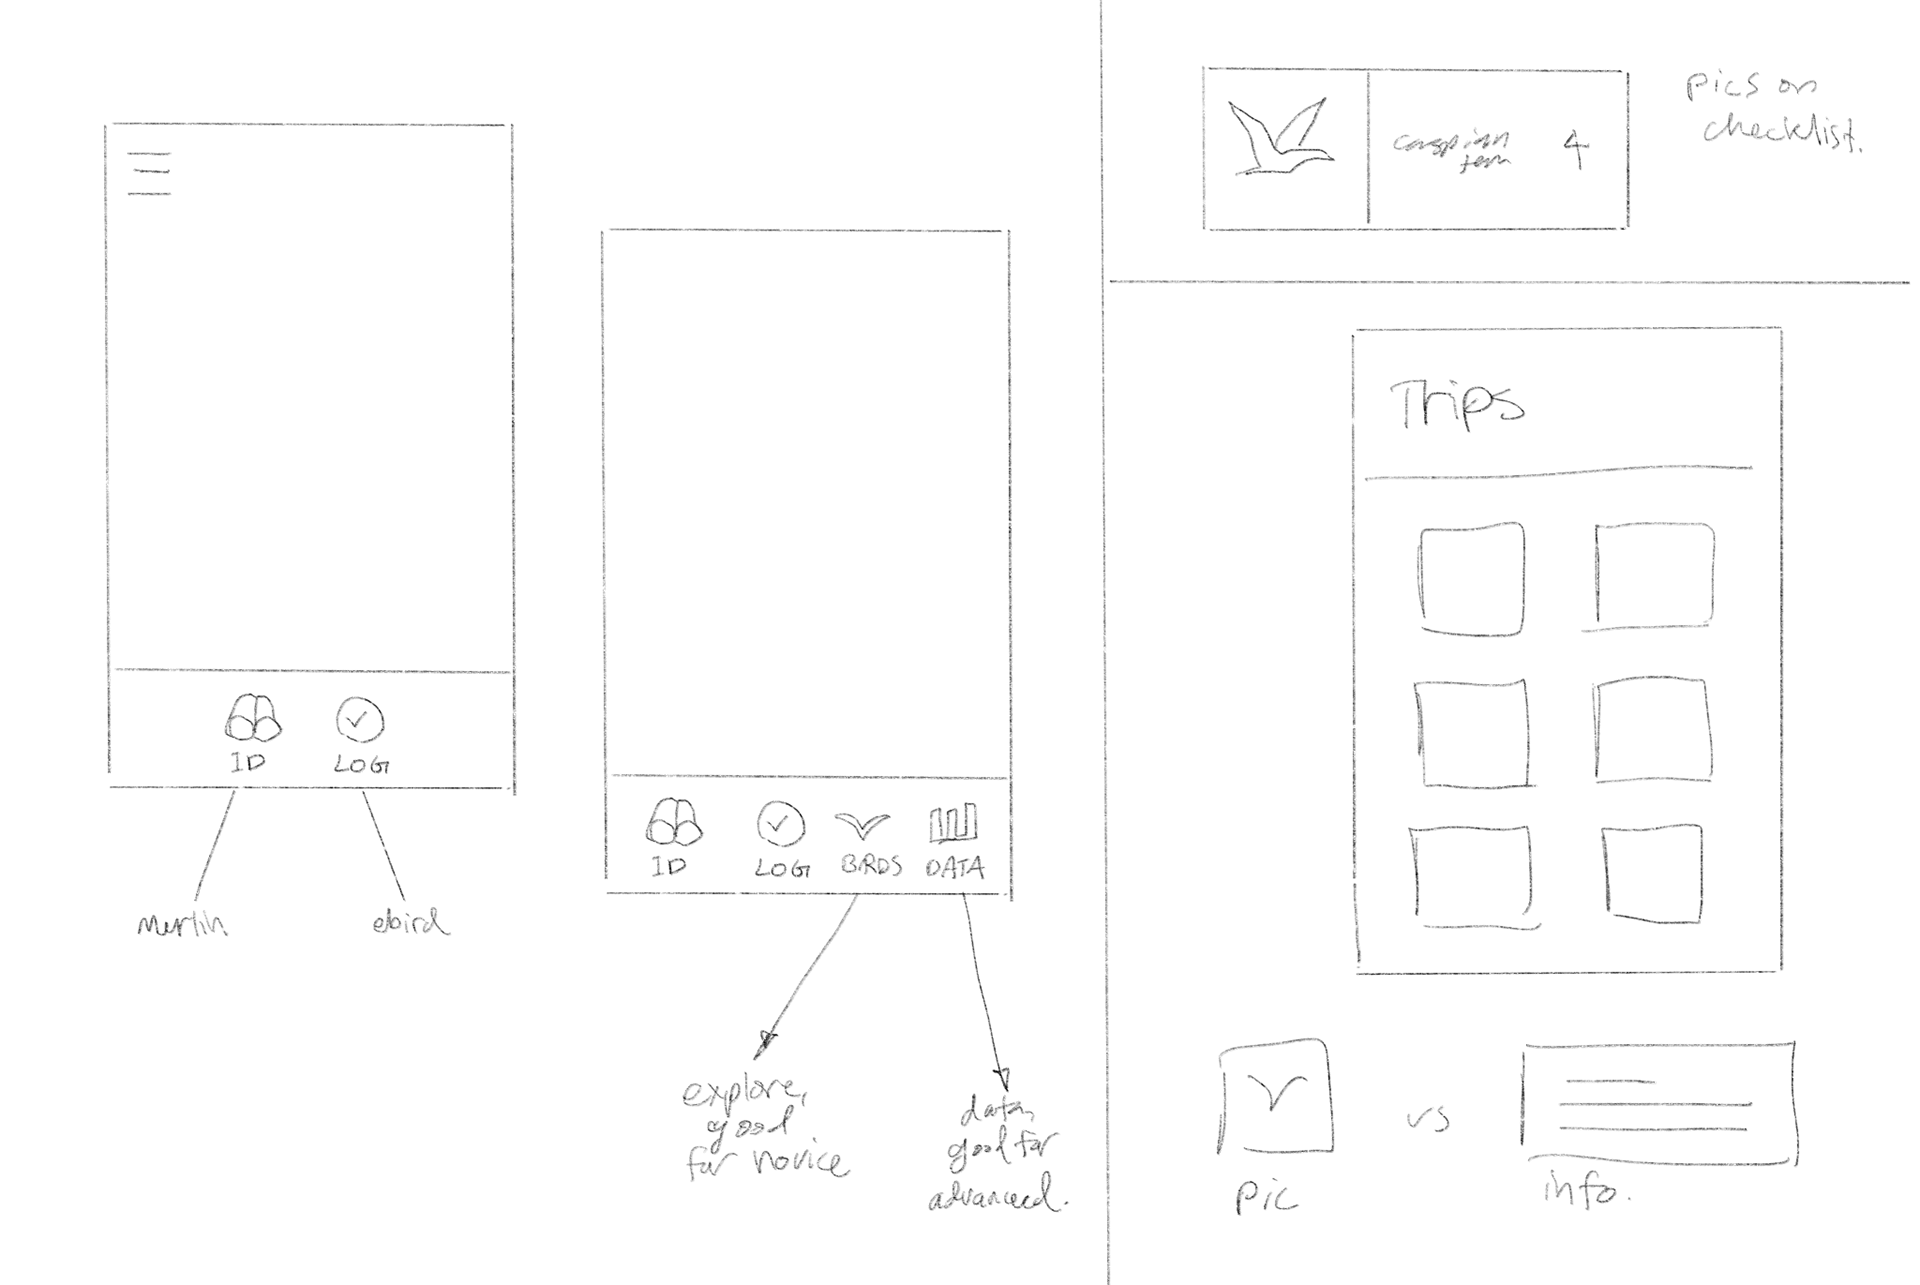 ID
LOG
merlin
ebird
ID
LOG
BIRDS
DATA
explore,
good
for novice
data,
good for
advanced.
caspian
tern
4
pics on
checklist.
Trips
pic
vs
info.